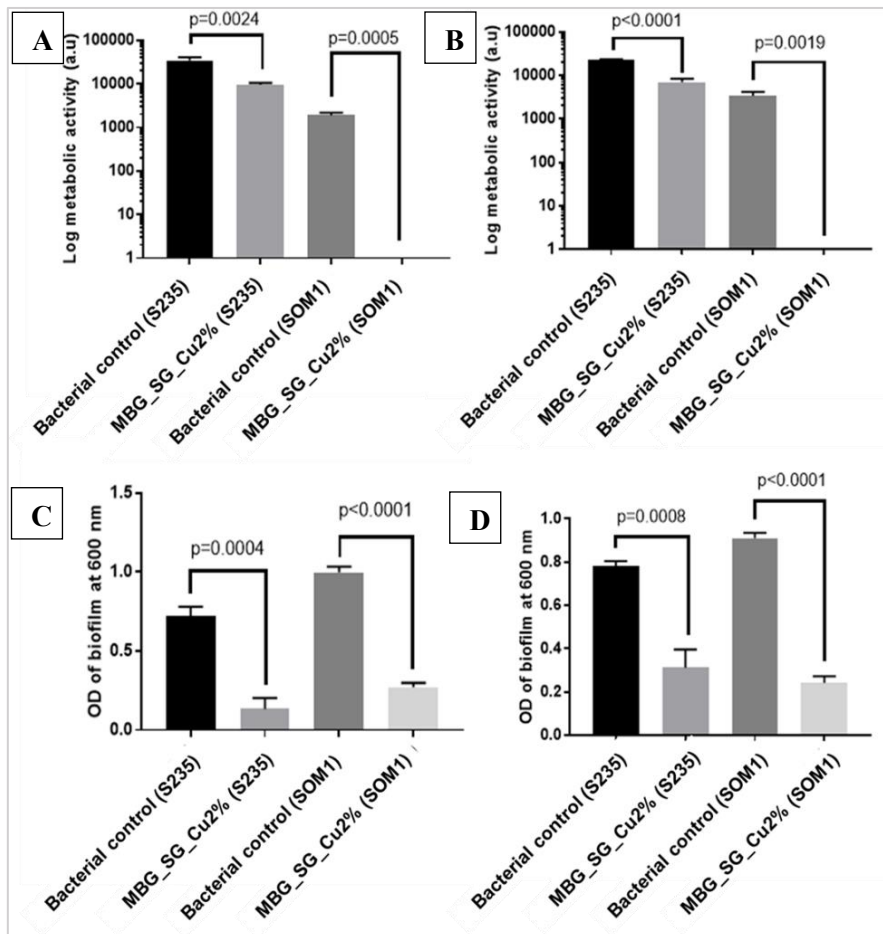 A
p=0.0024
p=0.0005
Log metabolic activity (a.u)
100000
10000
1000
100
10
1
Bacterial control (S235)
MBG_SG_Cu2% (S235)
Bacterial control (SOM1)
MBG_SG_Cu2% (SOM1)
B
p<0.0001
p=0.0019
Log metabolic activity (a.u)
100000
10000
1000
100
10
1
Bacterial control (S235)
MBG_SG_Cu2% (S235)
Bacterial control (SOM1)
MBG_SG_Cu2% (SOM1)
C
p=0.0004
p<0.0001
OD of biofilm at 600 nm
1.5
1.0
0.5
0.0
Bacterial control (S235)
MBG_SG_Cu2% (S235)
Bacterial control (SOM1)
MBG_SG_Cu2% (SOM1)
D
p=0.0008
p<0.0001
OD of biofilm at 600 nm
1.0
0.8
0.6
0.4
0.2
0.0
Bacterial control (S235)
MBG_SG_Cu2% (S235)
Bacterial control (SOM1)
MBG_SG_Cu2% (SOM1)